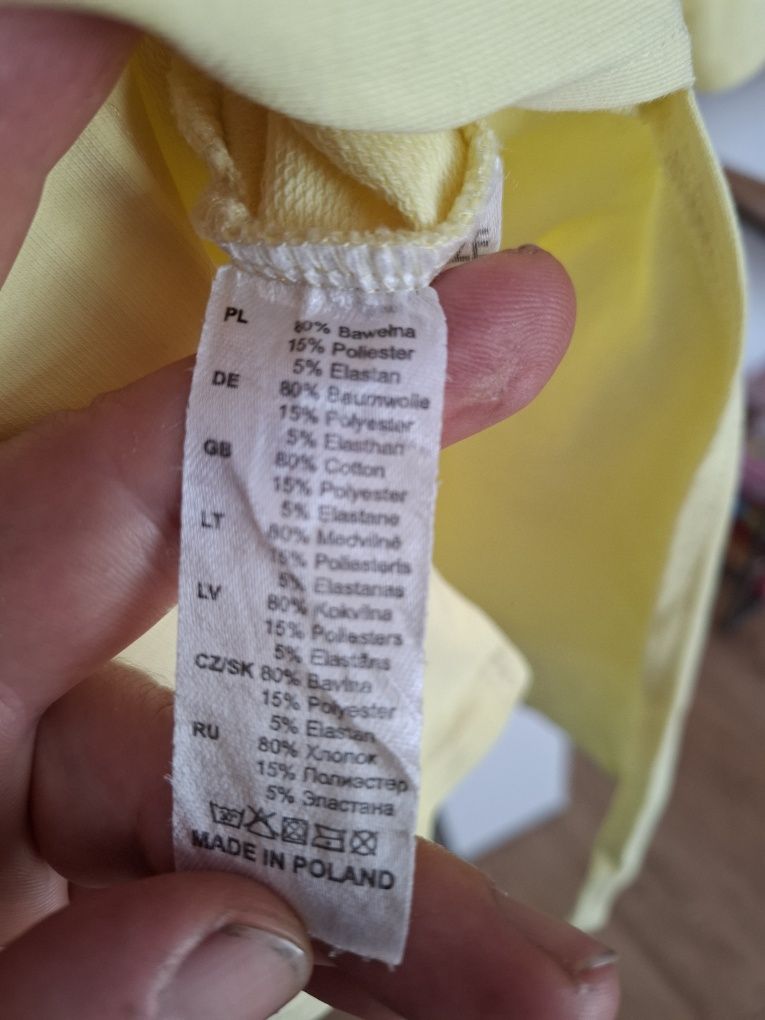 PL 80% Bawełna
15% Poliester
5% Elastan
DE 80% Baumwolle
15% Polyester
5% Elasthan
GB 80% Cotton
15% Polyester
5% Elastane
LT 80% Medvilnė
15% Poliesteris
5% Elastanas
LV 80% Kokvilna
15% Poliesters
5% Elastāns
CZ/SK 80% Bavlna
15% Polyester
5% Elastan
RU 80% Хлопок
15% Полиэстер
5% Эластана
MADE IN POLAND